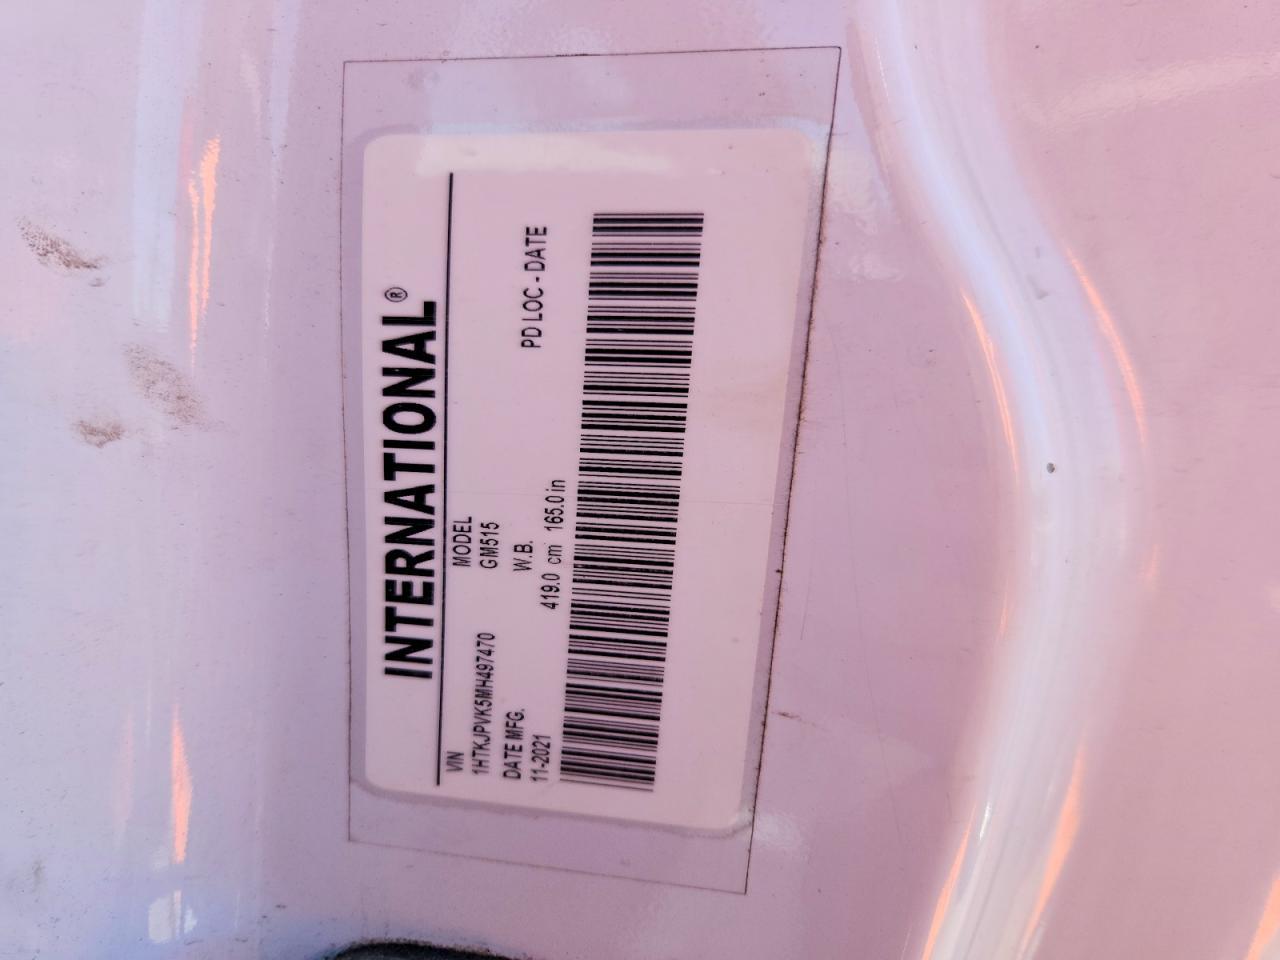 INTERNATIONAL®
VIN MODEL
1HTKJPVK5MH497470 GM515
DATE MFG. W.B. PD LOC - DATE
11-2021 419.0 cm 165.0 in